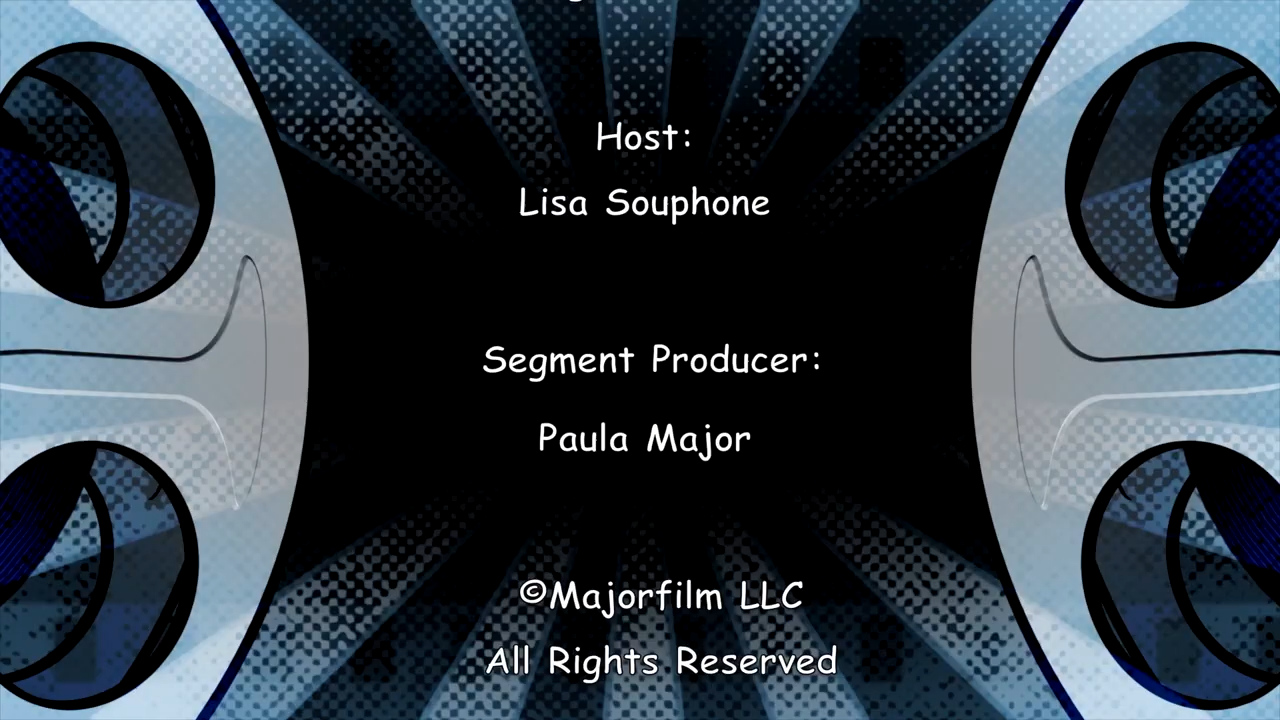 Host:
Lisa Souphone
Segment Producer:
Paula Major
©Majorfilm LLC
All Rights Reserved